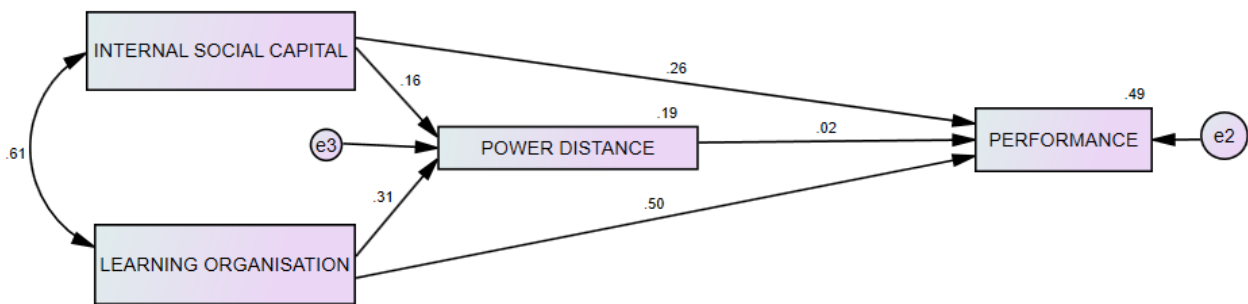 INTERNAL SOCIAL CAPITAL
.26
.16
.19
.49
.61
e3
POWER DISTANCE
.02
PERFORMANCE
e2
.31
.50
LEARNING ORGANISATION